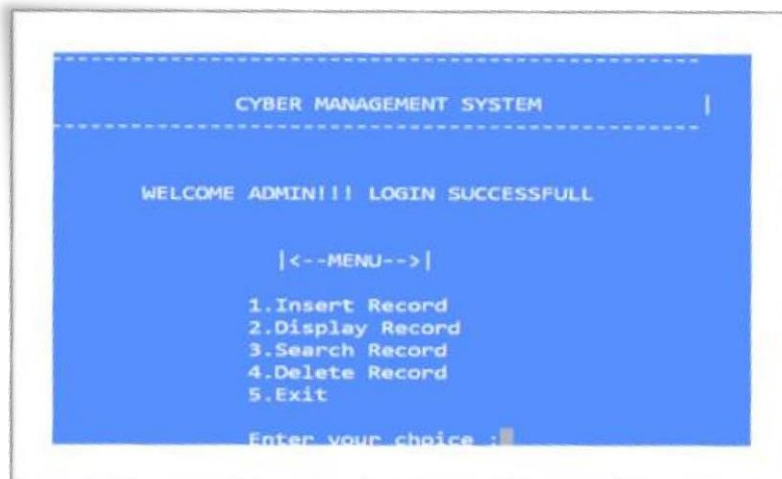 CYBER MANAGEMENT SYSTEM |
WELCOME ADMIN!!! LOGIN SUCCESSFULL
|<--MENU-->|
1.Insert Record
2.Display Record
3.Search Record
4.Delete Record
5.Exit
Enter your choice :